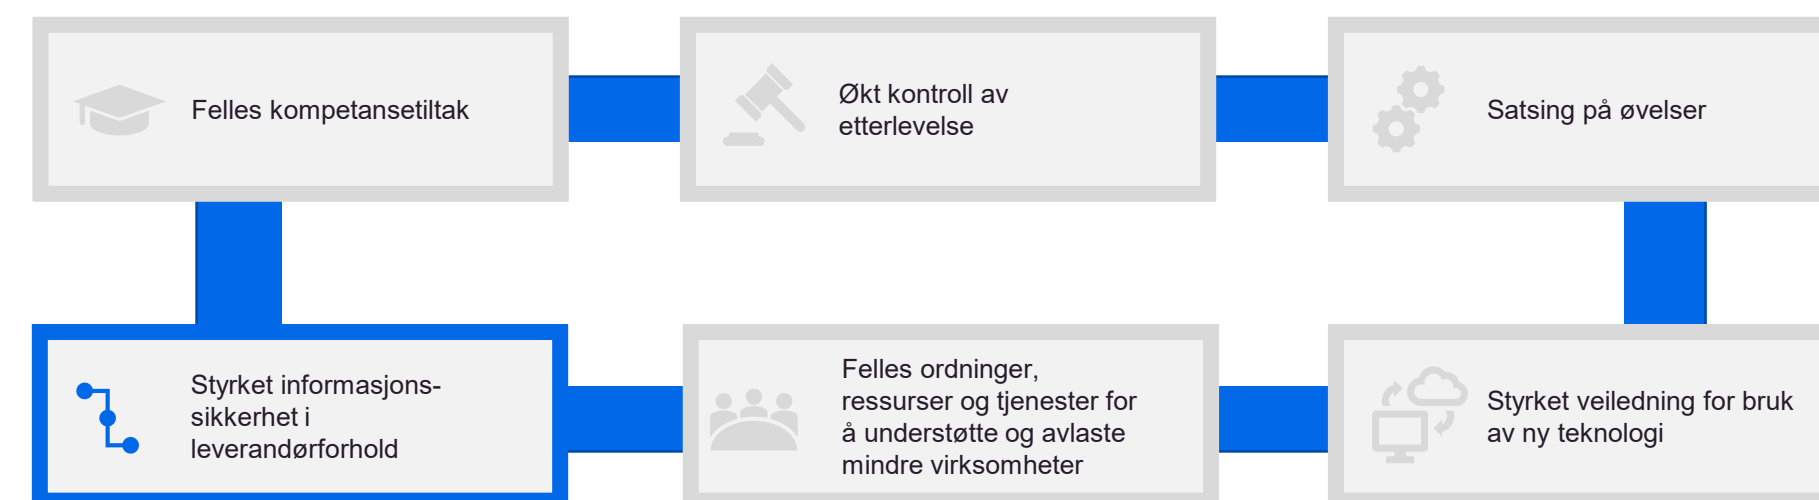 Felles kompetansetiltak
Økt kontroll av
etterlevelse
Satsing på øvelser
Styrket informasjons-
sikkerhet i
leverandørforhold
Felles ordninger,
ressurser og tjenester for
å understøtte og avlaste
mindre virksomheter
Styrket veiledning for bruk
av ny teknologi